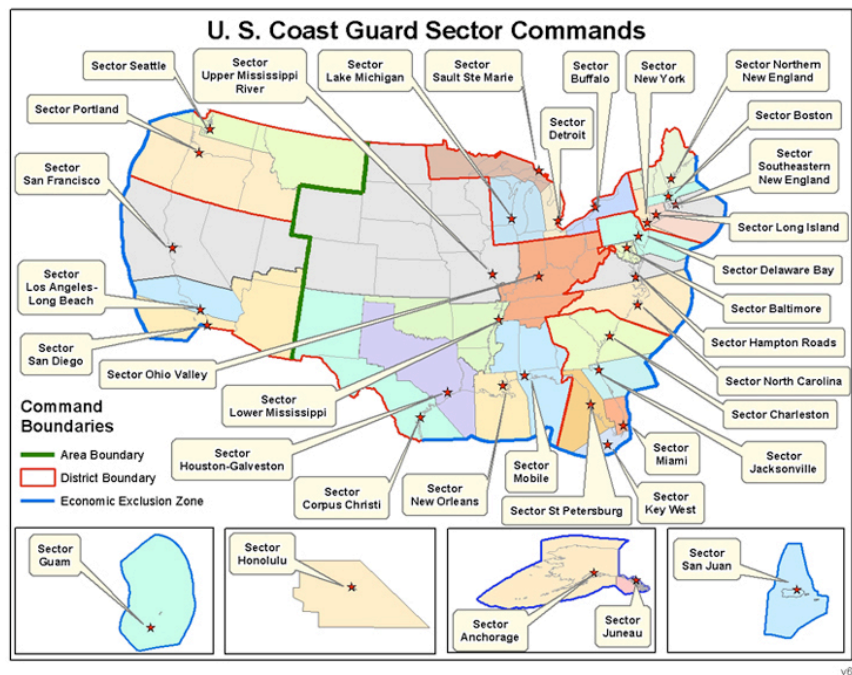 U. S. Coast Guard Sector Commands
Sector Seattle
Sector
Upper Mississippi
River
Sector
Lake Michigan
Sector
Sault Ste Marie
Sector
Buffalo
Sector
New York
Sector Northern
New England
Sector Portland
Sector
Detroit
Sector Boston
Sector
San Francisco
Sector
Southeastern
New England
Sector Long Island
Sector
Los Angeles-
Long Beach
Sector Delaware Bay
Sector Baltimore
Sector
San Diego
Sector Hampton Roads
Sector Ohio Valley
Sector North Carolina
Sector
Lower Mississippi
Sector Charleston
Command
Boundaries
Area Boundary
District Boundary
Economic Exclusion Zone
Sector
Houston-Galveston
Sector
Corpus Christi
Sector
New Orleans
Sector
Mobile
Sector St Petersburg
Sector
Key West
Sector
Miami
Sector
Jacksonville
Sector
Guam
Sector
Honolulu
Sector
Anchorage
Sector
Juneau
Sector
San Juan
v6